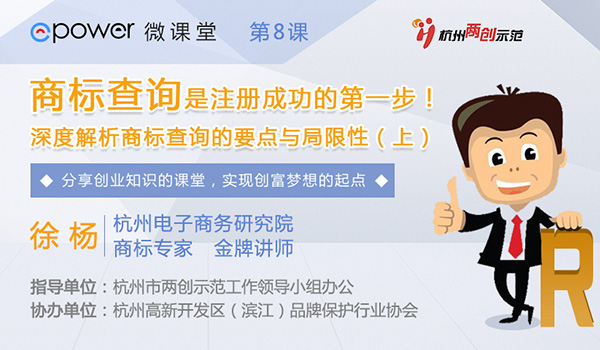 epower 微课堂 第8课
杭州两创示范
商标查询是注册成功的第一步！
深度解析商标查询的要点与局限性（上）
◆ 分享创业知识的课堂，实现创富梦想的起点 ◆
徐 杨
杭州电子商务研究院
商标专家 金牌讲师
指导单位：杭州市两创示范工作领导小组办公
协办单位：杭州高新开发区（滨江）品牌保护行业协会
R